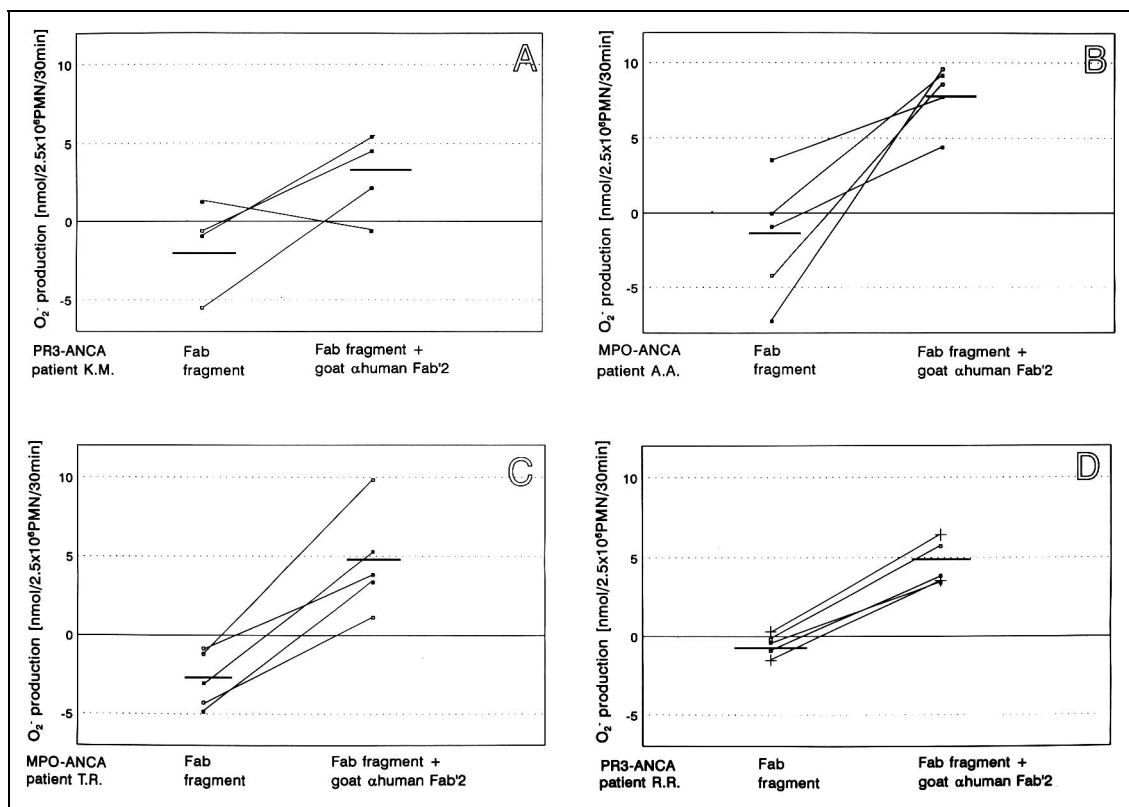 A
O₂⁻ production [nmol/2.5x10⁶PMN/30min]
10
5
0
-5
PR3-ANCA
patient K.M.
Fab
fragment
Fab fragment +
goat αhuman Fab'2
B
O₂⁻ production [nmol/2.5x10⁶PMN/30min]
10
5
0
-5
MPO-ANCA
patient A.A.
Fab
fragment
Fab fragment +
goat αhuman Fab'2
C
O₂⁻ production [nmol/2.5x10⁶PMN/30min]
10
5
0
-5
MPO-ANCA
patient T.R.
Fab
fragment
Fab fragment +
goat αhuman Fab'2
D
O₂⁻ production [nmol/2.5x10⁶PMN/30min]
10
5
0
-5
PR3-ANCA
patient R.R.
Fab
fragment
Fab fragment +
goat αhuman Fab'2